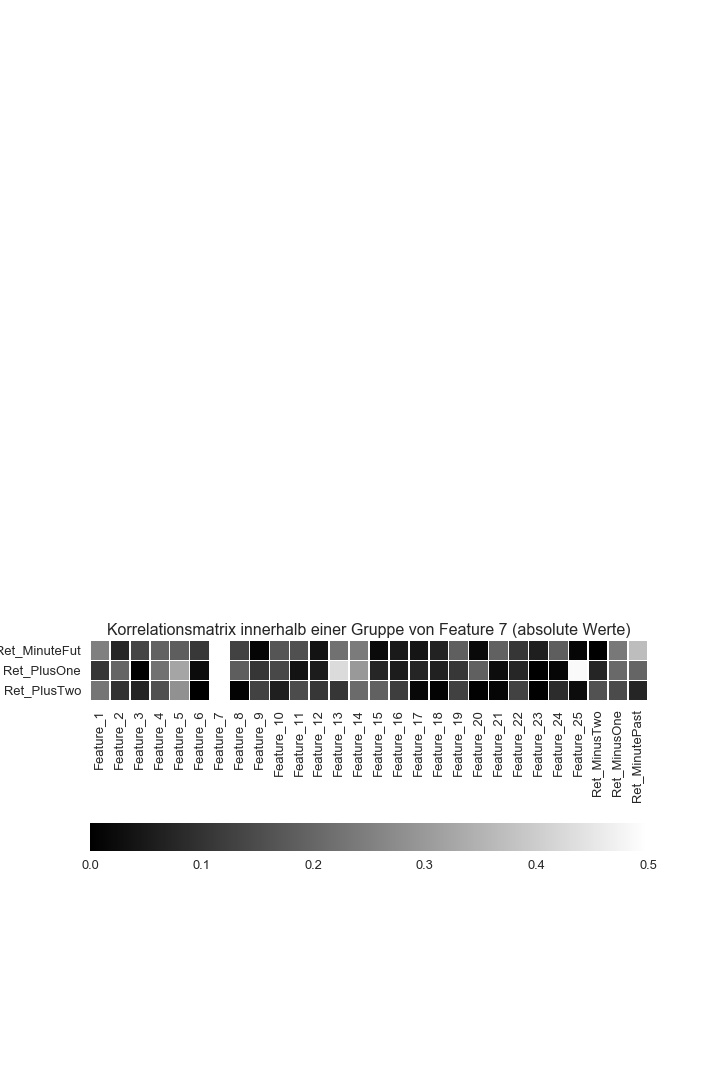 Korrelationsmatrix innerhalb einer Gruppe von Feature 7 (absolute Werte)
Ret_MinuteFut
Ret_PlusOne
Ret_PlusTwo
Feature_1
Feature_2
Feature_3
Feature_4
Feature_5
Feature_6
Feature_7
Feature_8
Feature_9
Feature_10
Feature_11
Feature_12
Feature_13
Feature_14
Feature_15
Feature_16
Feature_17
Feature_18
Feature_19
Feature_20
Feature_21
Feature_22
Feature_23
Feature_24
Feature_25
Ret_MinusTwo
Ret_MinusOne
Ret_MinutePast
0.0 0.1 0.2 0.3 0.4 0.5